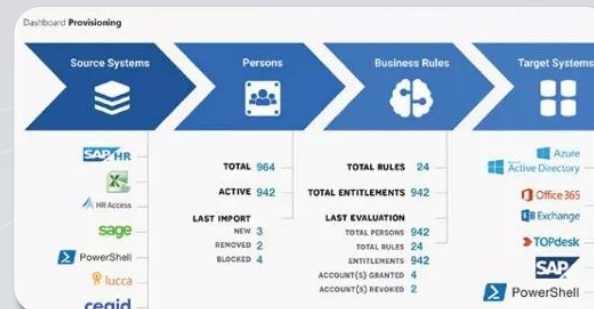 Dashboard Provisioning
Source Systems
Persons
Business Rules
Target Systems
SAP HR
HR Access
sage
PowerShell
lucca
cegid
TOTAL 964
ACTIVE 942
LAST IMPORT
NEW 3
REMOVED 2
BLOCKED 4
TOTAL RULES 24
TOTAL ENTITLEMENTS 942
LAST EVALUATION
TOTAL PERSONS 942
TOTAL RULES 24
ENTITLEMENTS 942
ACCOUNT(S) GRANTED 4
ACCOUNT(S) REVOKED 2
Azure
Active Directory
Office 365
Exchange
TOPdesk
SAP
PowerShell